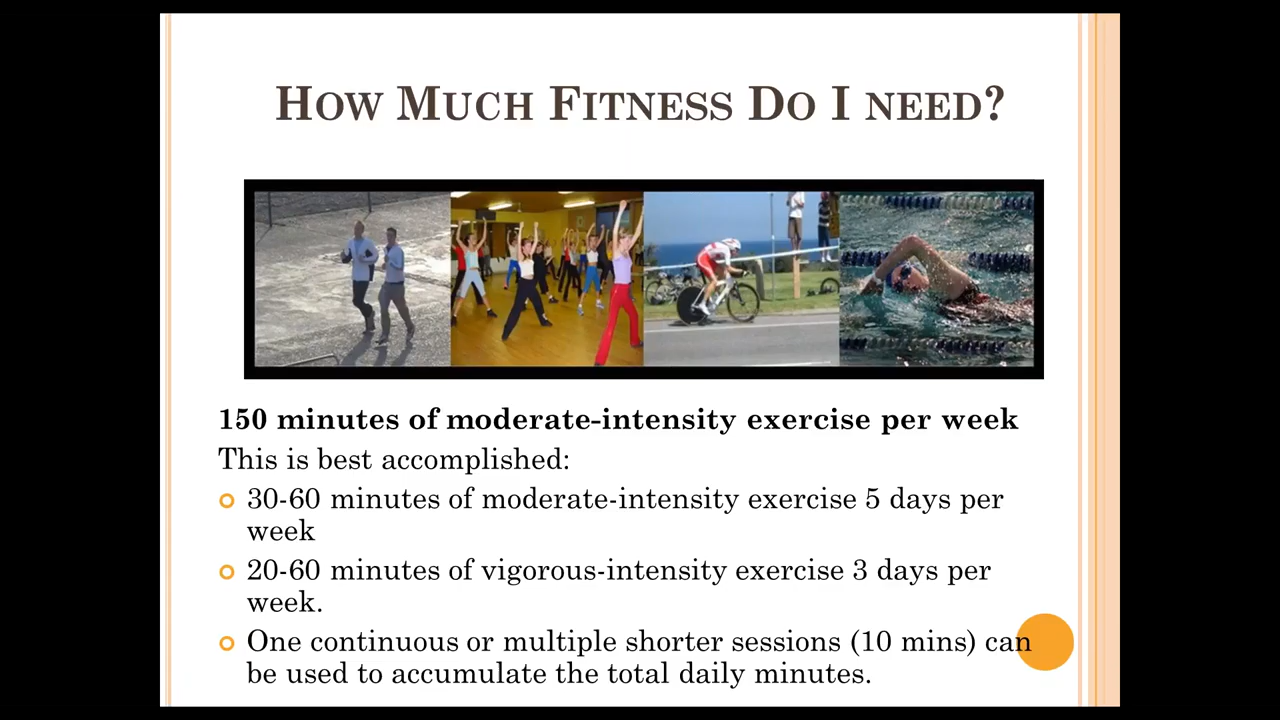 How Much Fitness Do I need?
150 minutes of moderate-intensity exercise per week
This is best accomplished:
30-60 minutes of moderate-intensity exercise 5 days per
week
20-60 minutes of vigorous-intensity exercise 3 days per
week.
One continuous or multiple shorter sessions (10 mins) can
be used to accumulate the total daily minutes.